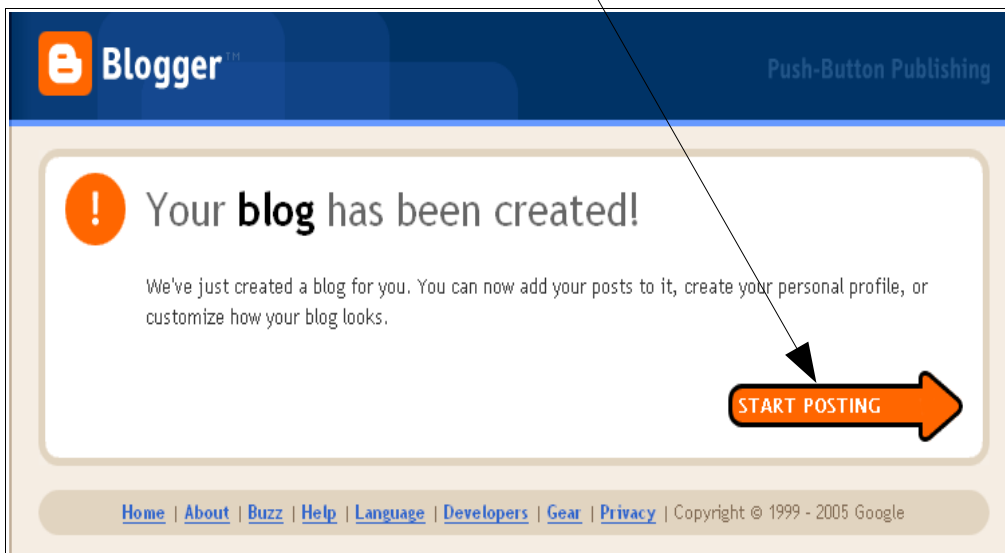 Blogger™
Push-Button Publishing
! Your blog has been created!
We've just created a blog for you. You can now add your posts to it, create your personal profile, or
customize how your blog looks.
START POSTING
Home | About | Buzz | Help | Language | Developers | Gear | Privacy | Copyright © 1999 - 2005 Google